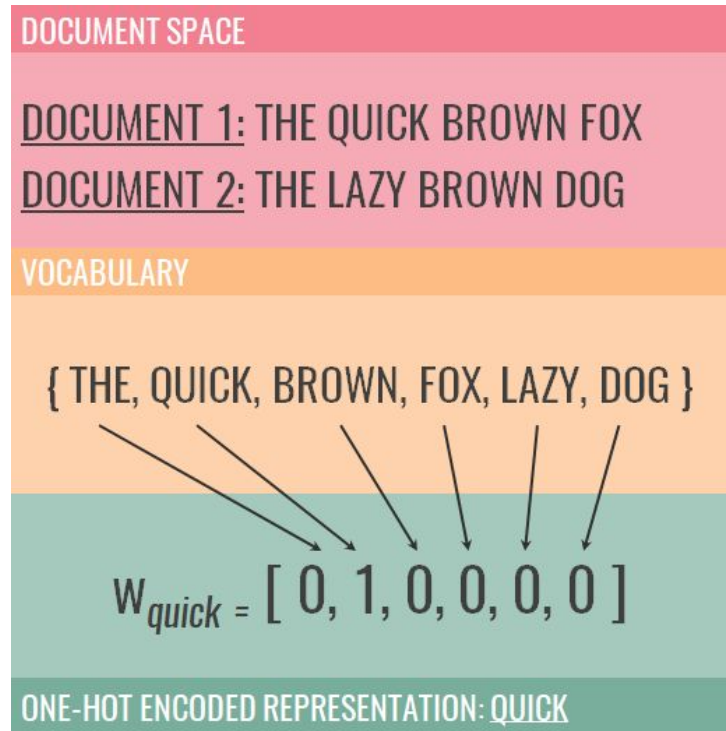 DOCUMENT SPACE
DOCUMENT 1: THE QUICK BROWN FOX
DOCUMENT 2: THE LAZY BROWN DOG
VOCABULARY
{ THE, QUICK, BROWN, FOX, LAZY, DOG }
wquick = [ 0, 1, 0, 0, 0, 0 ]
ONE-HOT ENCODED REPRESENTATION: QUICK